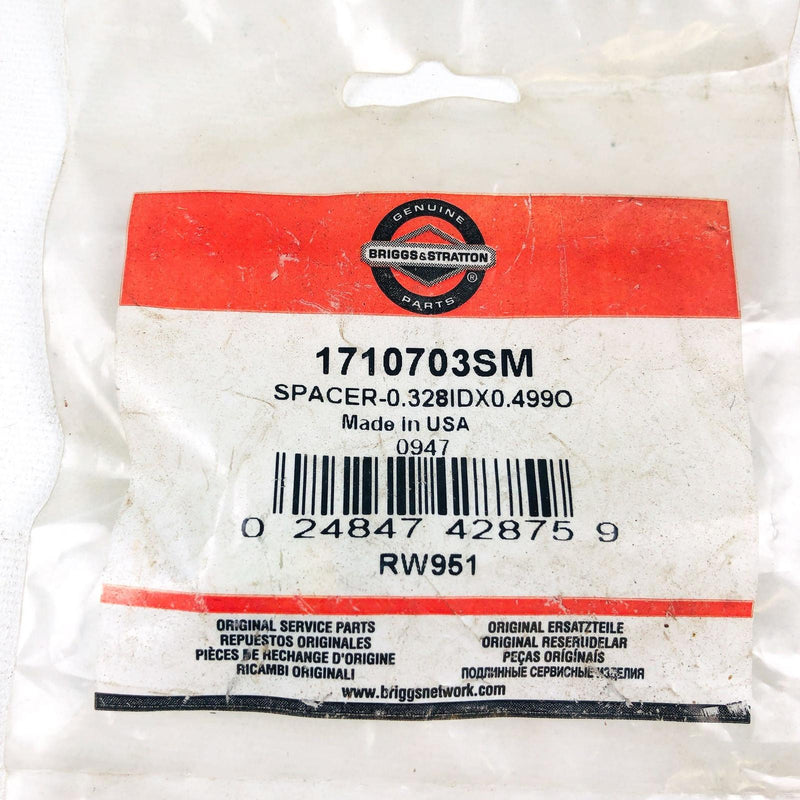 GENUINE
BRIGGS & STRATTON
®
PARTS
1710703SM
SPACER-0.328IDX0.499O
Made in USA
0947
0 24847 42875 9
RW951
ORIGINAL SERVICE PARTS
REPUESTOS ORIGINALES
PIÈCES DE RECHANGE D'ORIGINE
RICAMBI ORIGINALI
ORIGINAL ERSATZTEILE
ORIGINAL RESERUDELAR
PEÇAS ORIGINAIS
ПОДЛИННЫЕ СЕРВИСНЫЕ ИЗДЕЛИЯ
www.briggsnetwork.com